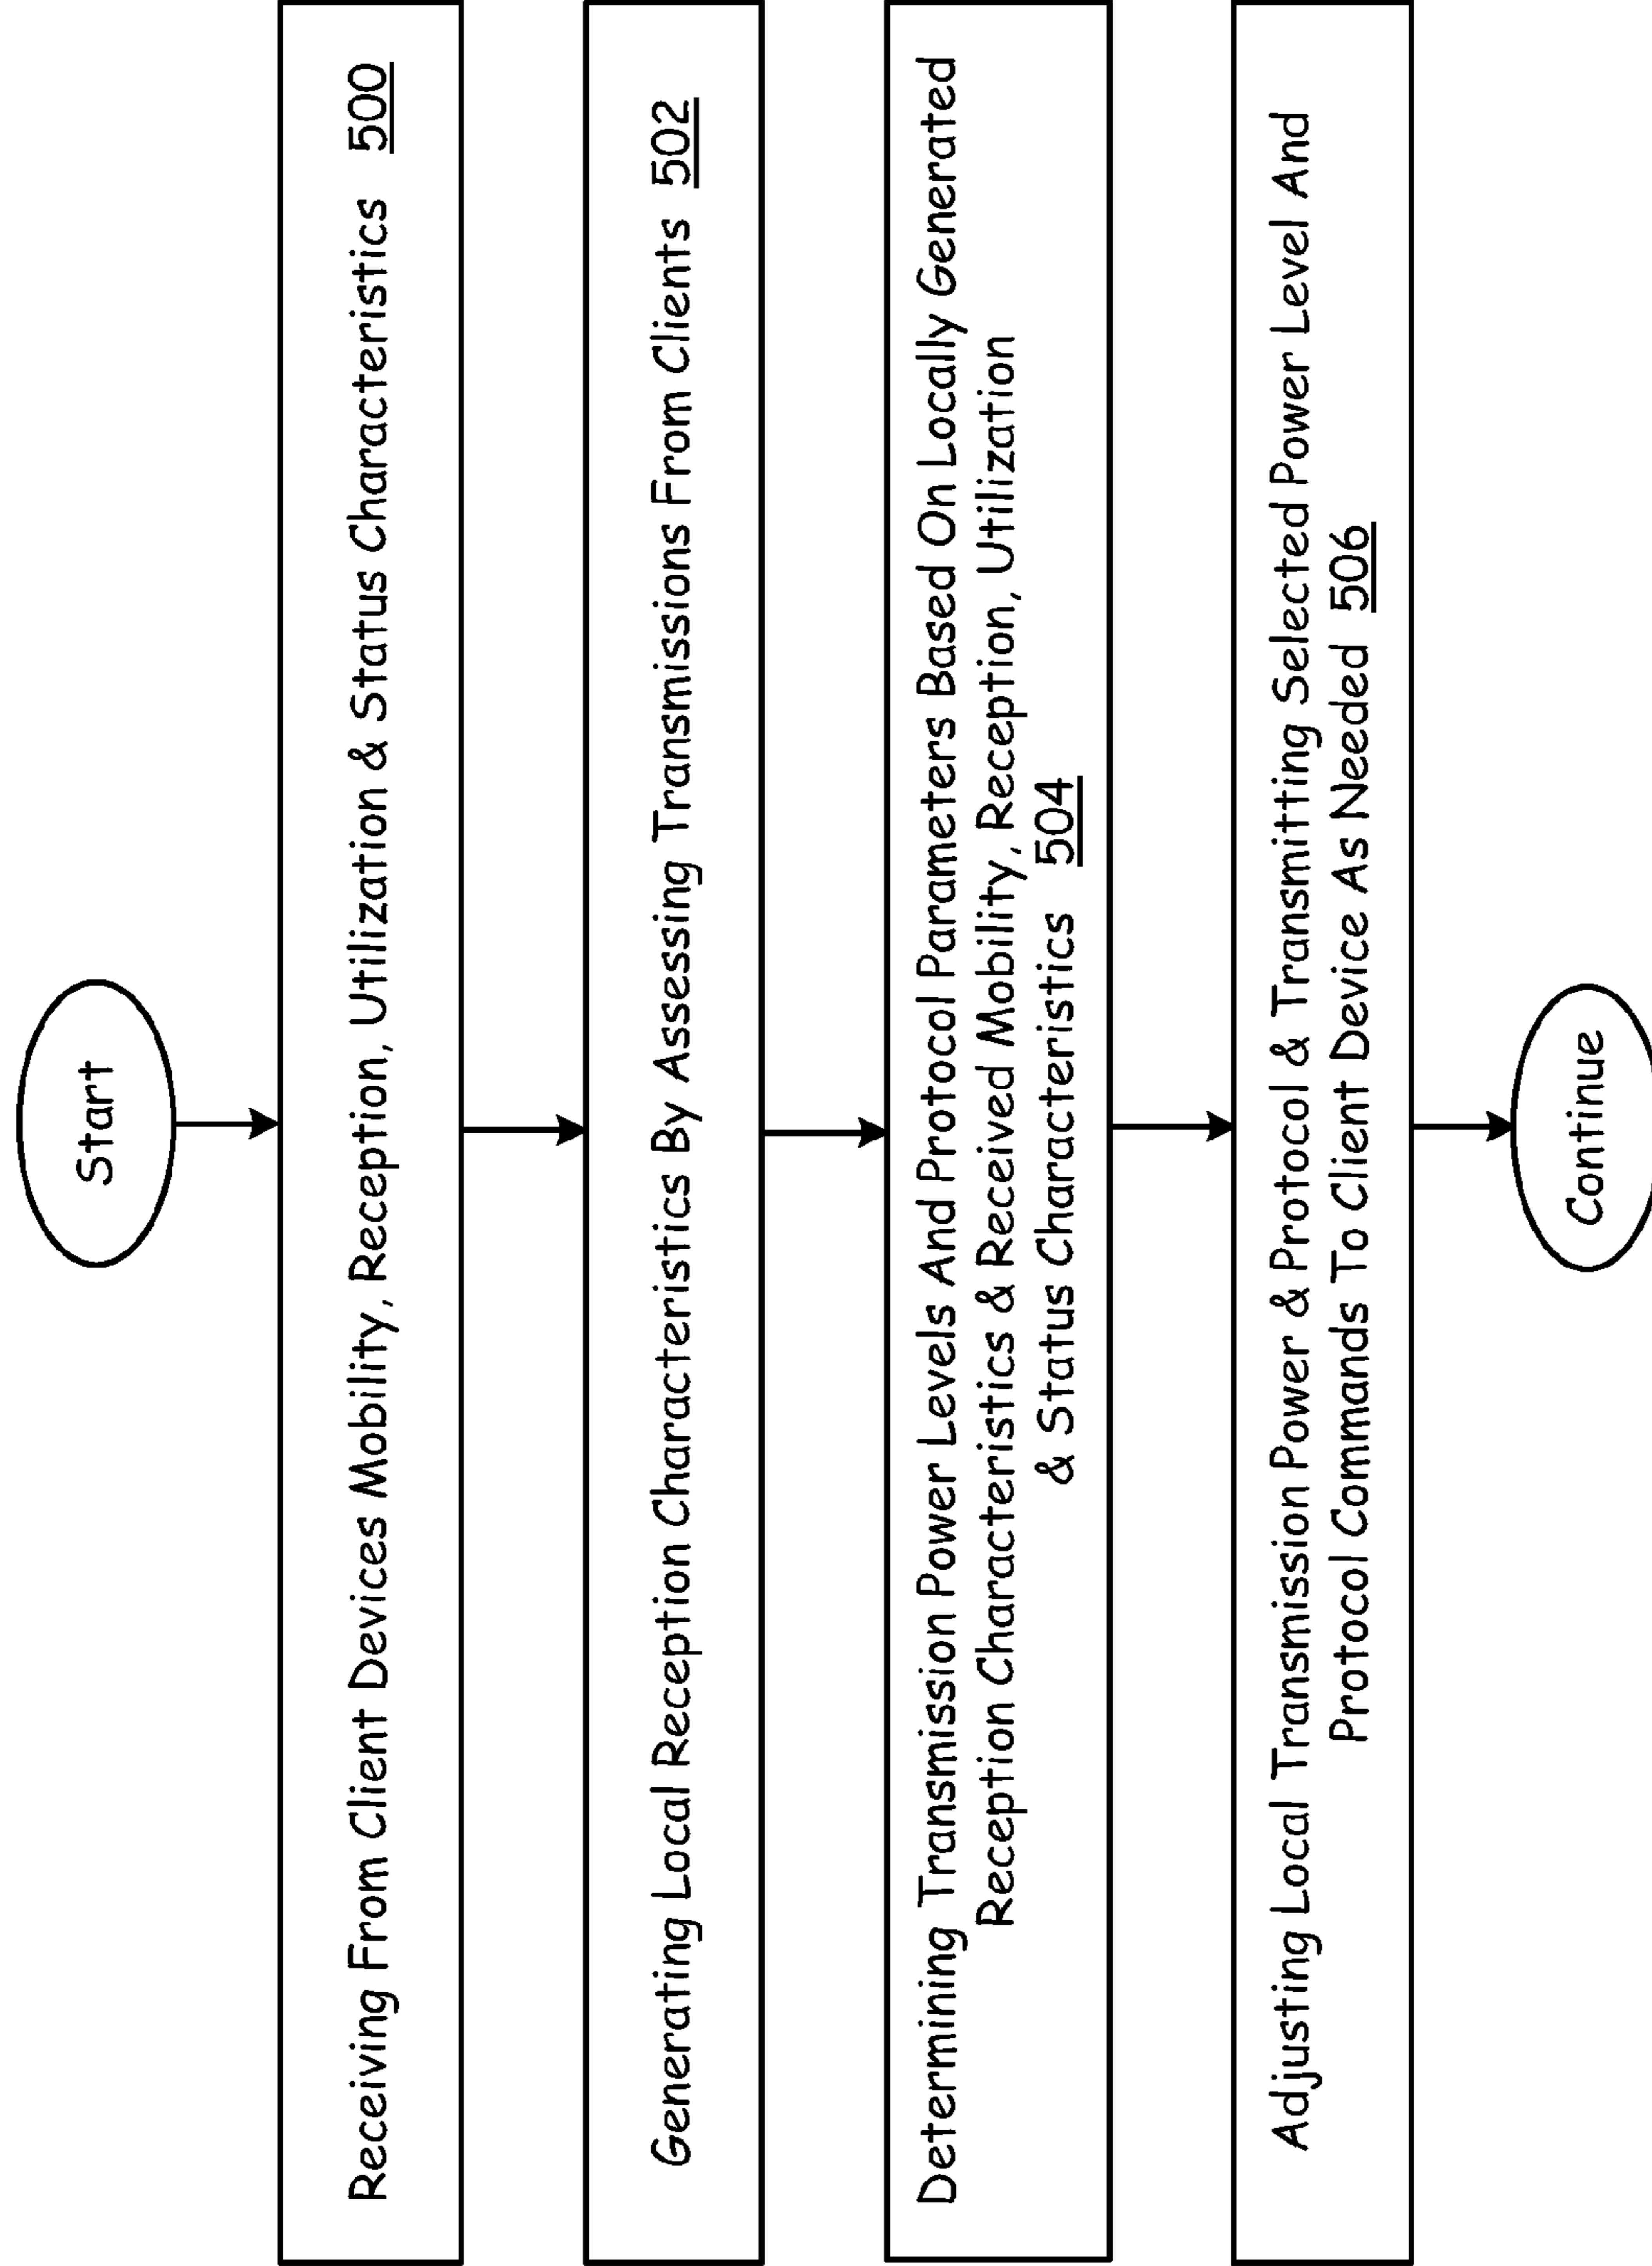 Start
Receiving From Client Devices Mobility, Reception, Utilization & Status Characteristics 500
Generating Local Reception Characteristics By Assessing Transmissions From Clients 502
Determining Transmission Power Levels And Protocol Parameters Based On Locally Generated
Reception Characteristics & Received Mobility, Reception, Utilization
& Status Characteristics 504
Adjusting Local Transmission Power & Protocol & Transmitting Selected Power Level And
Protocol Commands To Client Device As Needed 506
Continue